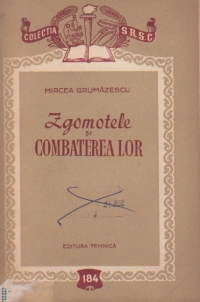 COLECȚIA S.R.S.C.
MIRCEA GRUMĂZESCU
Zgomotele
ȘI
COMBATEREA LOR
EDITURA TEHNICĂ
184